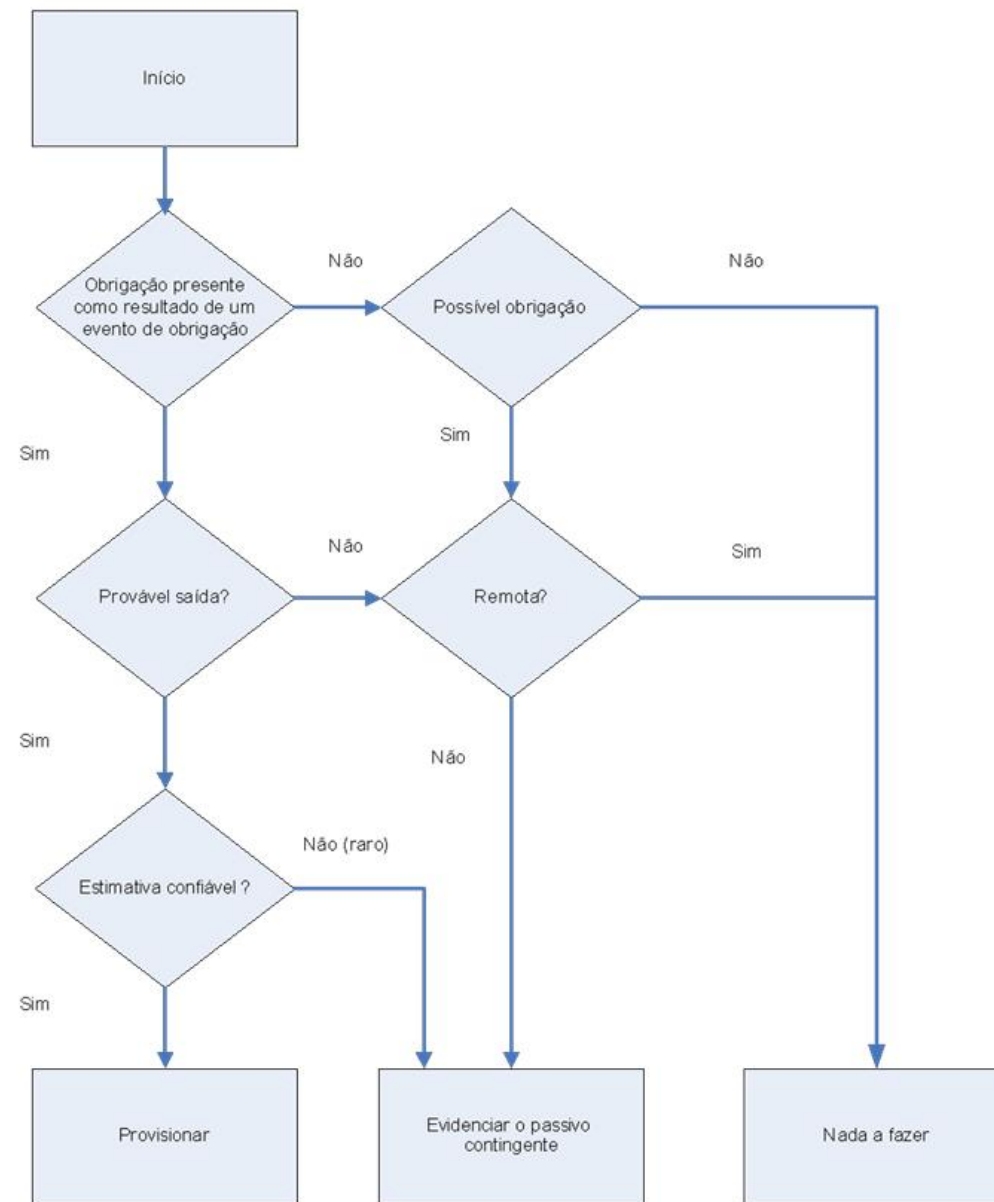 Início
Não
Não
Obrigação presente
como resultado de um
evento de obrigação
Possível obrigação
Sim
Sim
Não
Sim
Provável saída?
Remota?
Sim
Não
Não (raro)
Estimativa confiável ?
Sim
Provisionar
Evidenciar o passivo
contingente
Nada a fazer